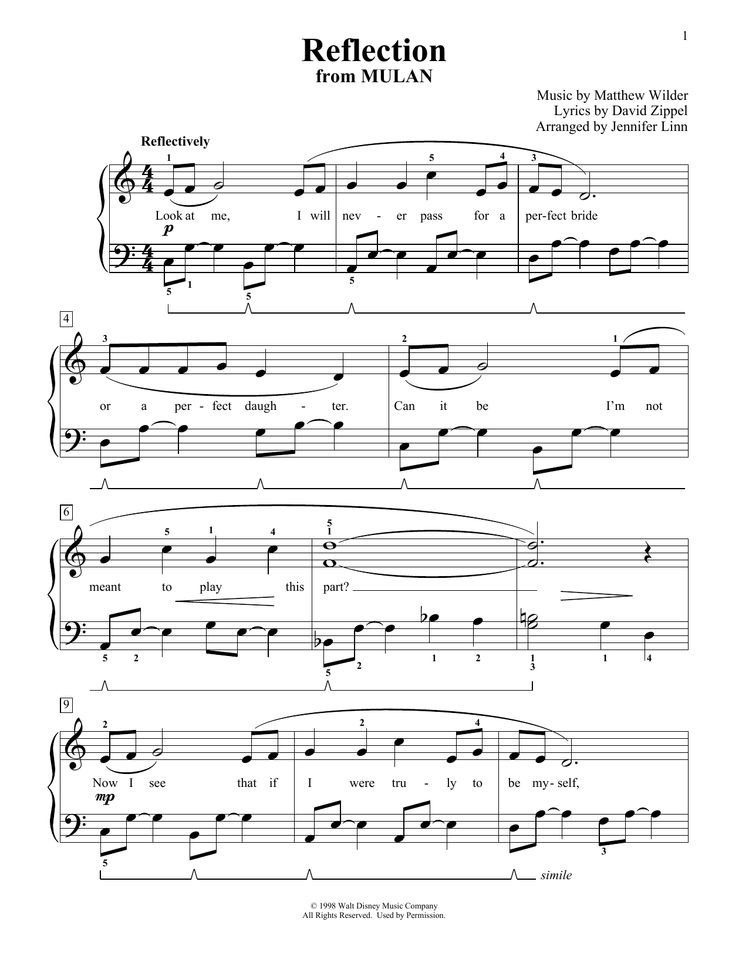 1
Reflection
from MULAN
Music by Matthew Wilder
Lyrics by David Zippel
Arranged by Jennifer Linn
Reflectively
4 4
1 5 4 3
Look at me, I will nev - er pass for a per-fect bride
p
4 4
5 1 5 5 5
4
3 2 1
or a per - fect daugh - ter. Can it be I'm not
6
5 1 4 5 1
meant to play this part?
5 2 5 2 1 2 1 3 1 4
9
2 2 4
Now I see that if I were tru - ly to be my-self,
mp
5 3
simile
© 1998 Walt Disney Music Company
All Rights Reserved. Used by Permission.